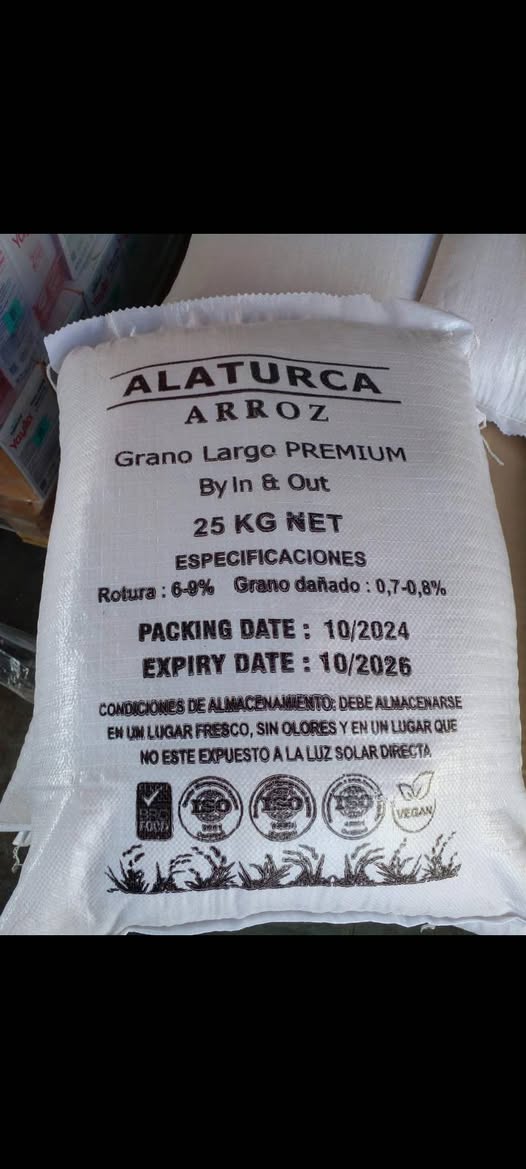 ALATURCA
ARROZ
Grano Largo PREMIUM
By In & Out
25 KG NET
ESPECIFICACIONES
Rotura : 6-9% Grano dañado : 0,7-0,8%
PACKING DATE : 10/2024
EXPIRY DATE : 10/2026
CONDICIONES DE ALMACENAMIENTO: DEBE ALMACENARSE
EN UN LUGAR FRESCO, SIN OLORES Y EN UN LUGAR QUE
NO ESTE EXPUESTO A LA LUZ SOLAR DIRECTA
FOOD ISO ISO ISO VEGAN
Yayla